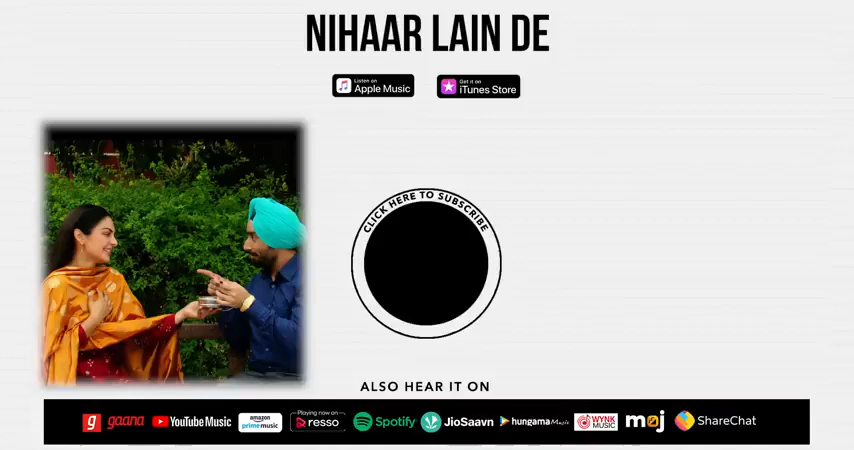 NIHAAR LAIN DE
Listen on
Apple Music
Get it on
iTunes Store
CLICK HERE TO SUBSCRIBE
ALSO HEAR IT ON
g gaana YouTube Music amazon prime music Playing now on resso Spotify JioSaavn hungama Music WYNK MUSIC moj ShareChat